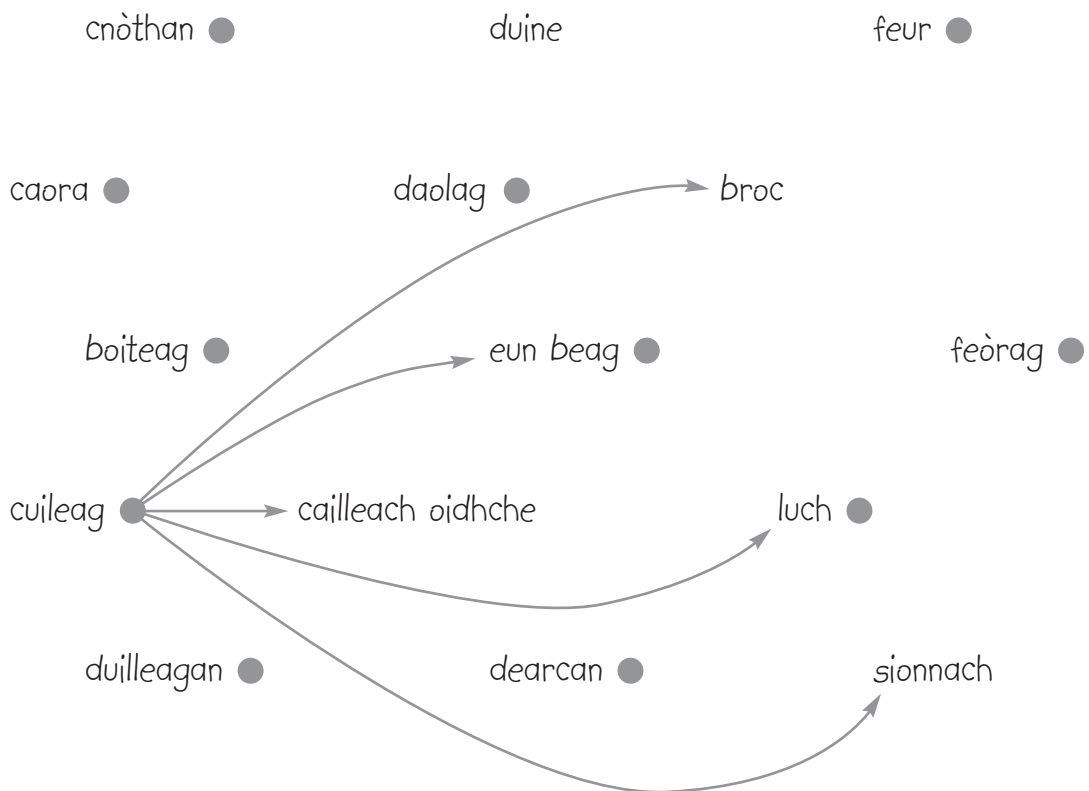 cnòthan duine feur
caora daolag broc
boiteag eun beag feòrag
cuileag cailleach oidhche luch
duilleagan dearcan sionnach